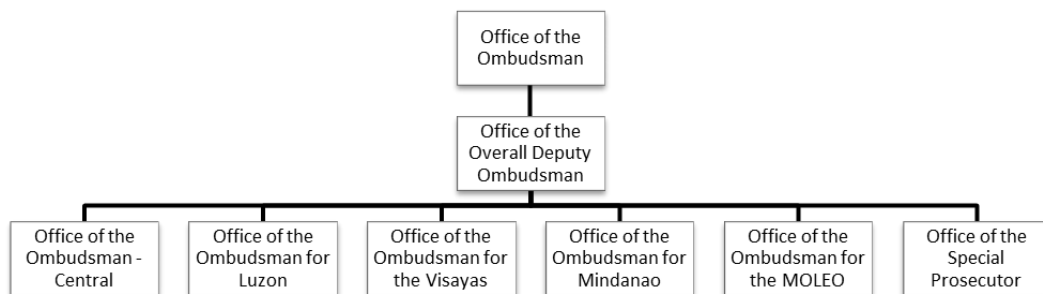 Office of the
Ombudsman
Office of the
Overall Deputy
Ombudsman
Office of the
Ombudsman -
Central
Office of the
Ombudsman for
Luzon
Office of the
Ombudsman for
the Visayas
Office of the
Ombudsman for
Mindanao
Office of the
Ombudsman for
the MOLEO
Office of the
Special
Prosecutor